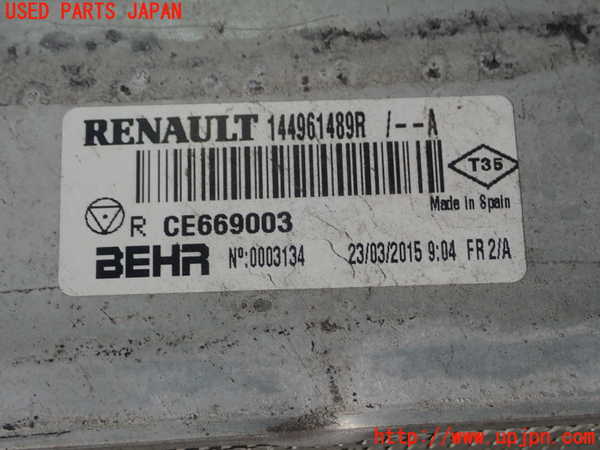 USED PARTS JAPAN
RENAULT 144961489R /--A
T35
Made in Spain
R CE669003
BEHR Nº:0003134 23/03/2015 9:04 FR 2/A
http://www.upjpn.com/